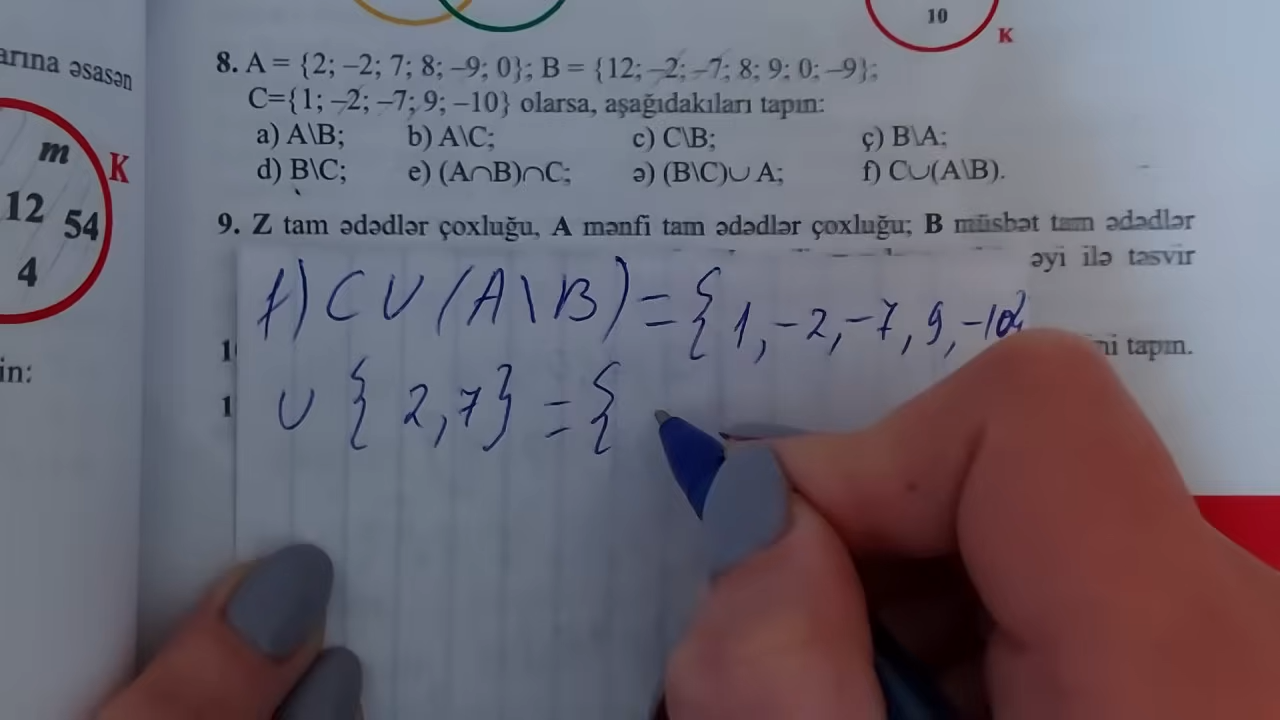 10
K
arına əsasən
m
K
12 54
4
in:
8. A = {2; –2; 7; 8; –9; 0}; B = {12; –2; –7; 8; 9; 0; –9};
C={1; –2; –7; 9; –10} olarsa, aşağıdakıları tapın:
a) A\B; b) A\C; c) C\B; ç) B\A;
d) B\C; e) (A∩B)∩C; ə) (B\C)∪ A; f) C∪(A\B).
9. Z tam ədədlər çoxluğu, A mənfi tam ədədlər çoxluğu; B müsbət tam ədədlər
əyi ilə təsvir
ni tapın.
1
1
f) C ∪ (A \ B) = { 1, -2, -7, 9, -10}
∪ { 2, 7} = {